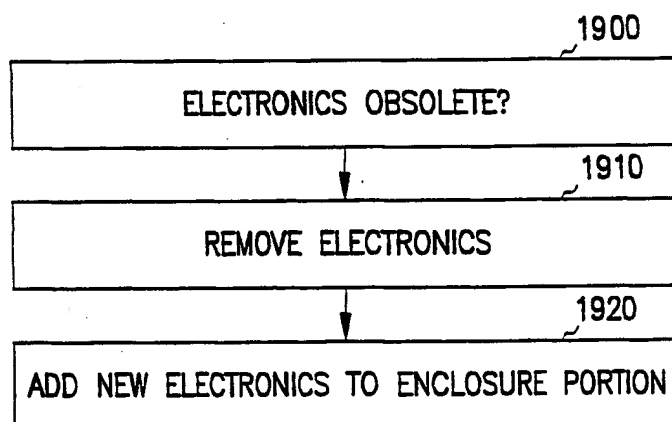 1900
ELECTRONICS OBSOLETE?
1910
REMOVE ELECTRONICS
1920
ADD NEW ELECTRONICS TO ENCLOSURE PORTION